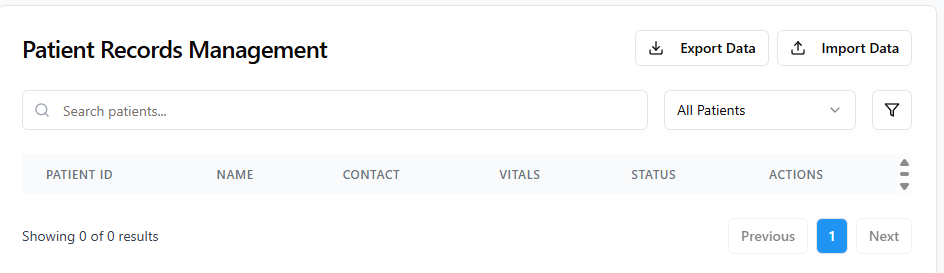 Patient Records Management
Export Data
Import Data
Search patients...
All Patients
PATIENT ID NAME CONTACT VITALS STATUS ACTIONS
Showing 0 of 0 results
Previous 1 Next